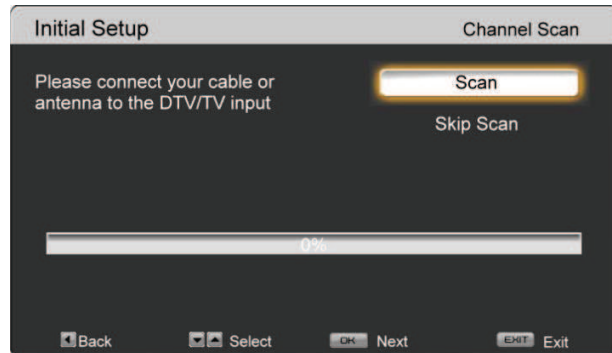 Initial Setup Channel Scan
Please connect your cable or
antenna to the DTV/TV input
Scan
Skip Scan
0%
Back Select OK Next EXIT Exit